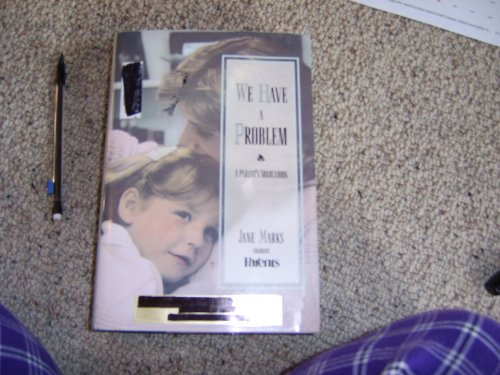 WE HAVE
A
PROBLEM
A PARENT'S SOURCEBOOK
JANE MARKS
Parents